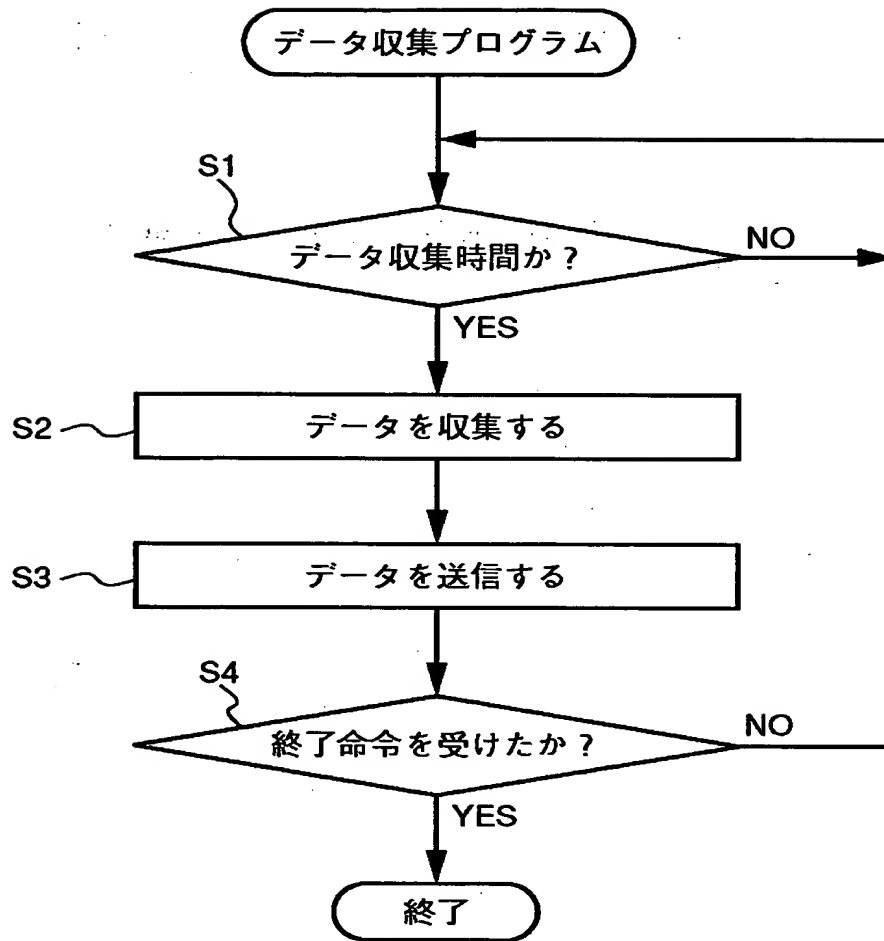 データ収集プログラム
S1
データ収集時間か？
NO
YES
S2
データを収集する
S3
データを送信する
S4
終了命令を受けたか？
NO
YES
終了